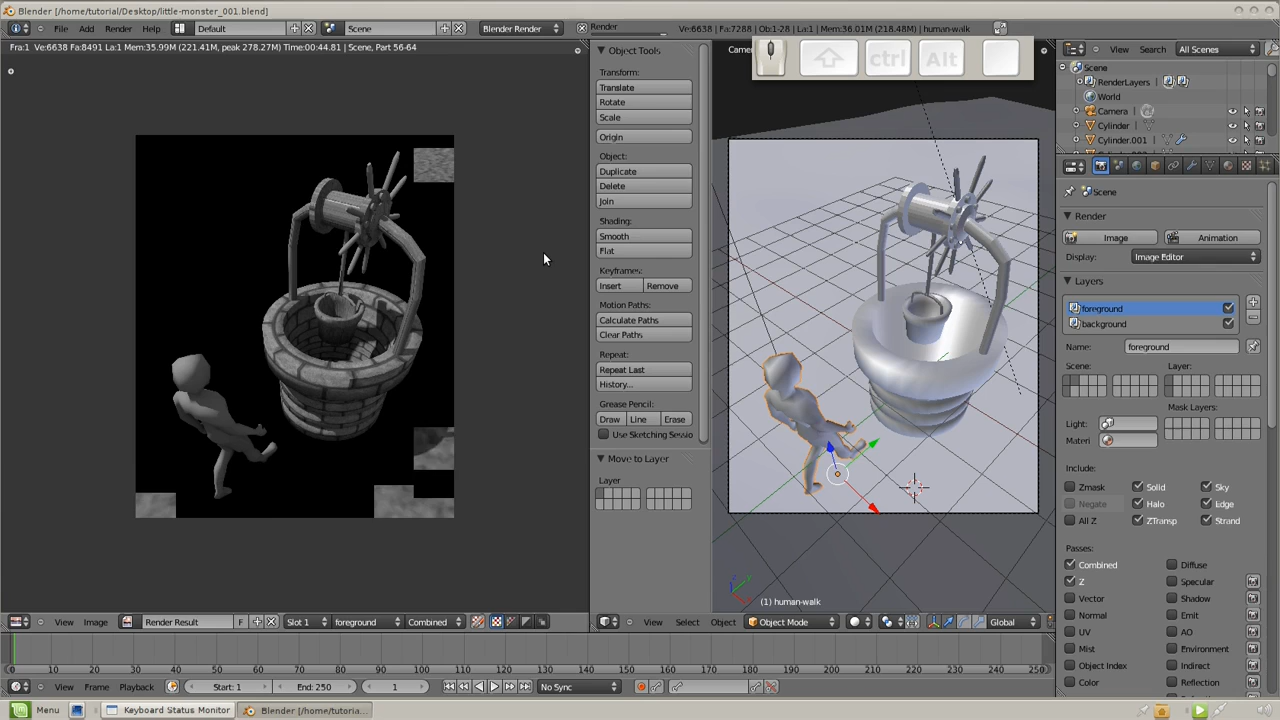 Blender [/home/tutorial/Desktop/little-monster_001.blend]
File Add Render Help Default Scene Blender Render Render Ve:6638 | Fa:7288 | Ob:1-28 | La:1 | Mem:36.01M (218.48M) | human-walk
Fra:1 Ve:6638 Fa:8491 La:1 Mem:35.99M (221.41M, peak 278.27M) Time:00:44.81 | Scene, Part 56-64
Object Tools
Transform:
Translate
Rotate
Scale
Origin
Object:
Duplicate
Delete
Join
Shading:
Smooth
Flat
Keyframes:
Insert Remove
Motion Paths:
Calculate Paths
Clear Paths
Repeat:
Repeat Last
History...
Grease Pencil:
Draw Line Erase
Use Sketching Sessio
Move to Layer
Layer
Came
ctrl Alt
(1) human-walk
View Search All Scenes
Scene
RenderLayers |
World
Camera |
Cylinder |
Cylinder.001 |
Scene
Render
Image Animation
Display: Image Editor
Layers
foreground
background
Name: foreground
Scene: Layer:
Mask Layers:
Light:
Materi
Include:
Zmask Solid Sky
Negate Halo Edge
All Z ZTransp Strand
Passes:
Combined Diffuse
Z Specular
Vector Shadow
Normal Emit
UV AO
Mist Environment
Object Index Indirect
Color Reflection
View Image Render Result F Slot 1 foreground Combined
View Select Object Object Mode Global
0 10 20 30 40 50 60 70 80 90 100 110 120 130 140 150 160 170 180 190 200 210 220 230 240 250
View Frame Playback Start: 1 End: 250 1 No Sync
Menu Keyboard Status Monitor Blender [/home/tutoria...